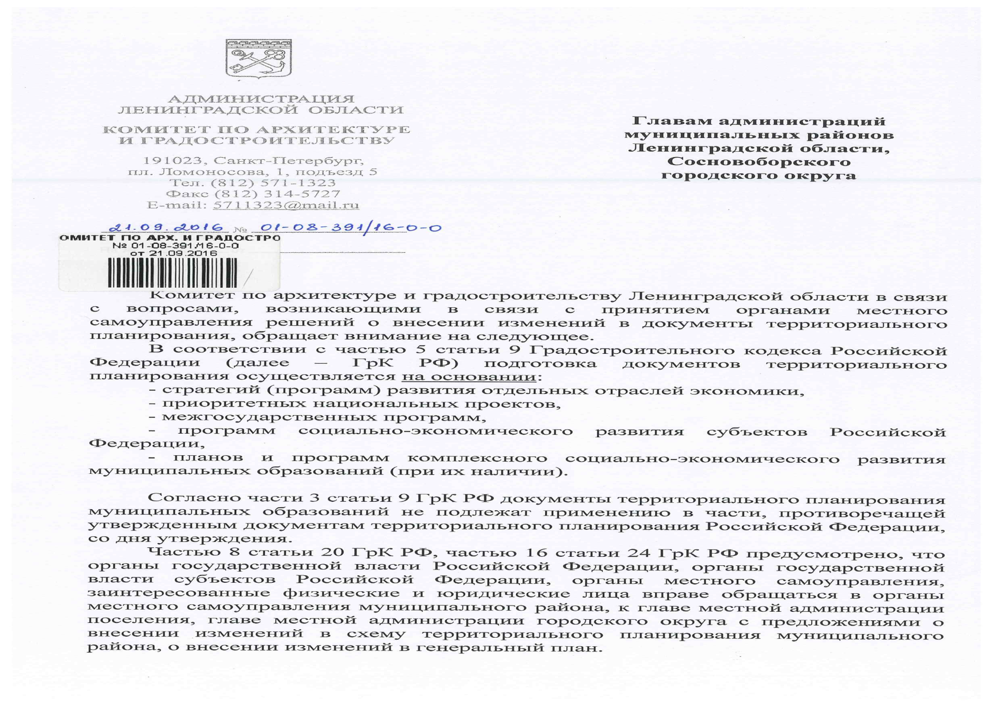 АДМИНИСТРАЦИЯ
ЛЕНИНГРАДСКОЙ ОБЛАСТИ
КОМИТЕТ ПО АРХИТЕКТУРЕ
И ГРАДОСТРОИТЕЛЬСТВУ
191023, Санкт-Петербург,
пл. Ломоносова, 1, подъезд 5
Тел. (812) 571-1323
Факс (812) 314-5727
E-mail: 5711323@mail.ru
21.09.2016 № 01-08-391/16-0-0
ОМИТЕТ ПО АРХ. И ГРАДОСТРО
№ 01-08-391/16-0-0
от 21.09.2016
Главам администраций
муниципальных районов
Ленинградской области,
Сосновоборского
городского округа
Комитет по архитектуре и градостроительству Ленинградской области в связи
с вопросами, возникающими в связи с принятием органами местного
самоуправления решений о внесении изменений в документы территориального
планирования, обращает внимание на следующее.
В соответствии с частью 5 статьи 9 Градостроительного кодекса Российской
Федерации (далее – ГрК РФ) подготовка документов территориального
планирования осуществляется на основании:
- стратегий (программ) развития отдельных отраслей экономики,
- приоритетных национальных проектов,
- межгосударственных программ,
- программ социально-экономического развития субъектов Российской
Федерации,
- планов и программ комплексного социально-экономического развития
муниципальных образований (при их наличии).
Согласно части 3 статьи 9 ГрК РФ документы территориального планирования
муниципальных образований не подлежат применению в части, противоречащей
утвержденным документам территориального планирования Российской Федерации,
со дня утверждения.
Частью 8 статьи 20 ГрК РФ, частью 16 статьи 24 ГрК РФ предусмотрено, что
органы государственной власти Российской Федерации, органы государственной
власти субъектов Российской Федерации, органы местного самоуправления,
заинтересованные физические и юридические лица вправе обращаться в органы
местного самоуправления муниципального района, к главе местной администрации
поселения, главе местной администрации городского округа с предложениями о
внесении изменений в схему территориального планирования муниципального
района, о внесении изменений в генеральный план.